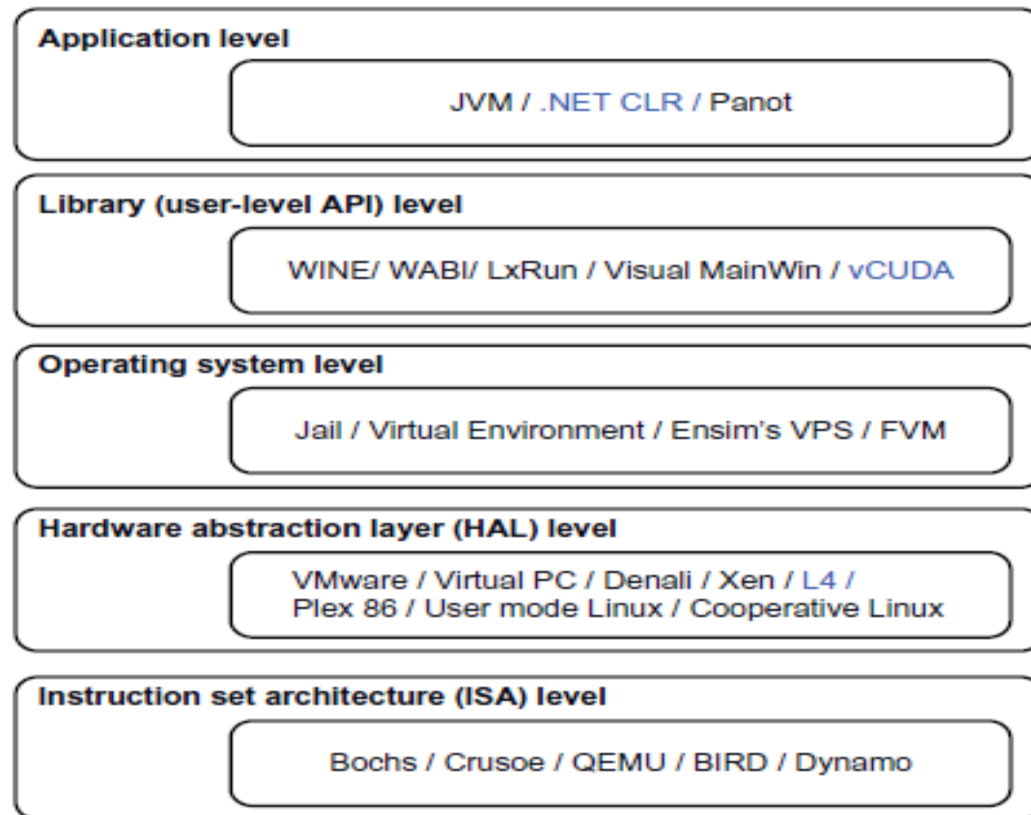 Application level
JVM / .NET CLR / Panot
Library (user-level API) level
WINE/ WABI/ LxRun / Visual MainWin / vCUDA
Operating system level
Jail / Virtual Environment / Ensim's VPS / FVM
Hardware abstraction layer (HAL) level
VMware / Virtual PC / Denali / Xen / L4 /
Plex 86 / User mode Linux / Cooperative Linux
Instruction set architecture (ISA) level
Bochs / Crusoe / QEMU / BIRD / Dynamo